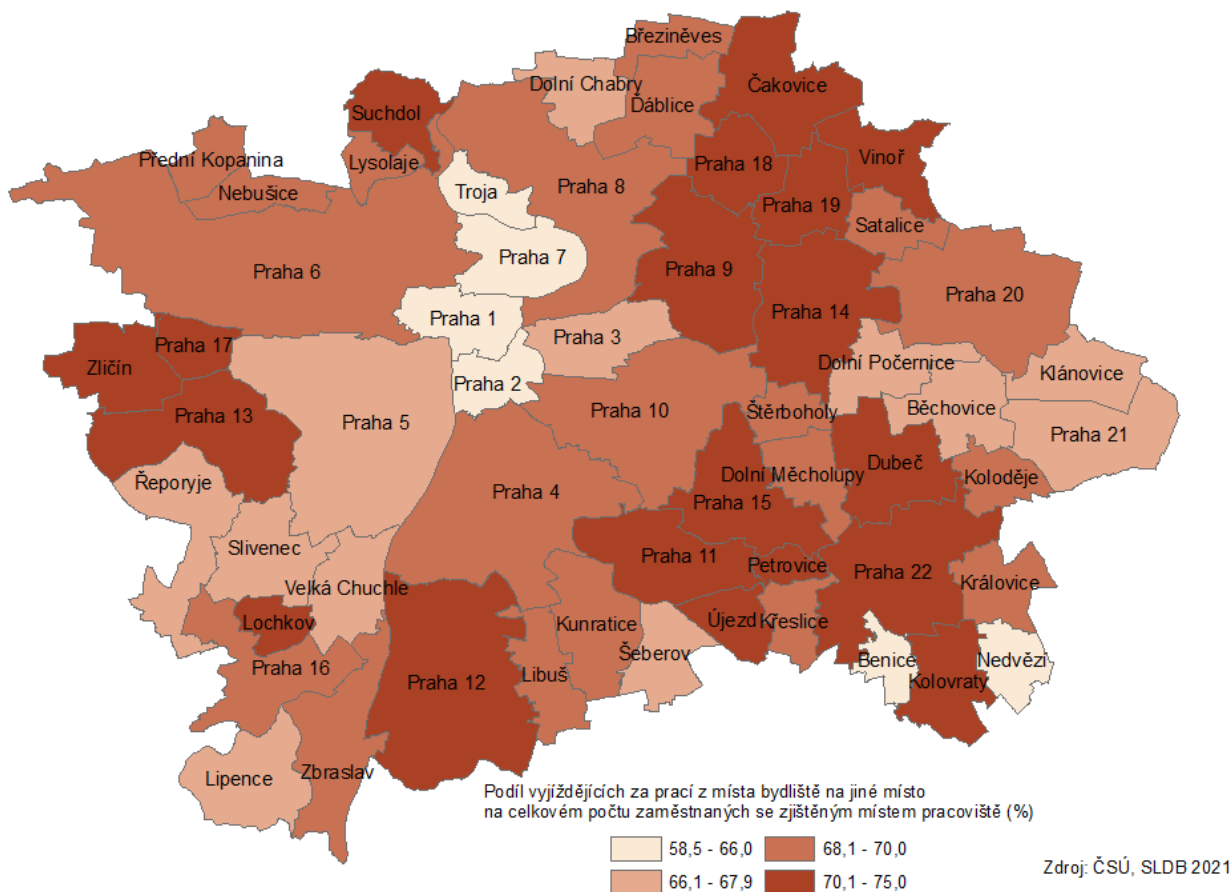 Březiněves
Dolní Chabry
Čakovice
Ďáblice
Suchdol
Přední Kopanina
Lysolaje
Praha 18
Vinoř
Nebušice
Troja
Praha 8
Praha 19
Satalice
Praha 7
Praha 6
Praha 9
Praha 20
Praha 1
Praha 14
Praha 3
Praha 17
Zličín
Dolní Počernice
Klánovice
Praha 2
Praha 13
Praha 5
Praha 10
Štěrboholy
Běchovice
Praha 21
Řeporyje
Praha 4
Dolní Měcholupy
Dubeč
Koloděje
Praha 15
Slivenec
Praha 11
Petrovice
Praha 22
Velká Chuchle
Královice
Lochkov
Kunratice
Újezd
Křeslice
Šeberov
Benice
Nedvězí
Praha 16
Libuš
Praha 12
Kolovraty
Lipence
Zbraslav
Podíl vyjíždějících za prací z místa bydliště na jiné místo
na celkovém počtu zaměstnaných se zjištěným místem pracoviště (%)
58,5 - 66,0
68,1 - 70,0
66,1 - 67,9
70,1 - 75,0
Zdroj: ČSÚ, SLDB 2021